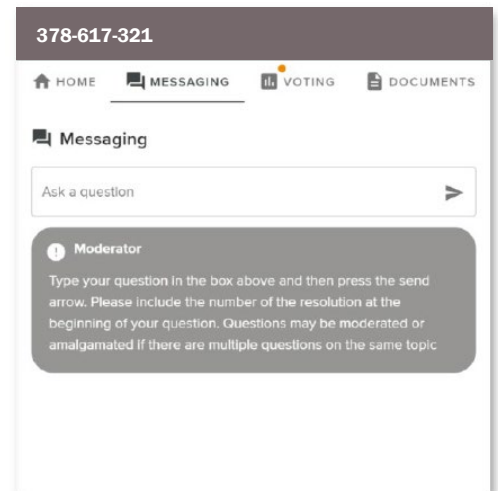 378-617-321
HOME MESSAGING VOTING DOCUMENTS
Messaging
Ask a question
Moderator
Type your question in the box above and then press the send
arrow. Please include the number of the resolution at the
beginning of your question. Questions may be moderated or
amalgamated if there are multiple questions on the same topic